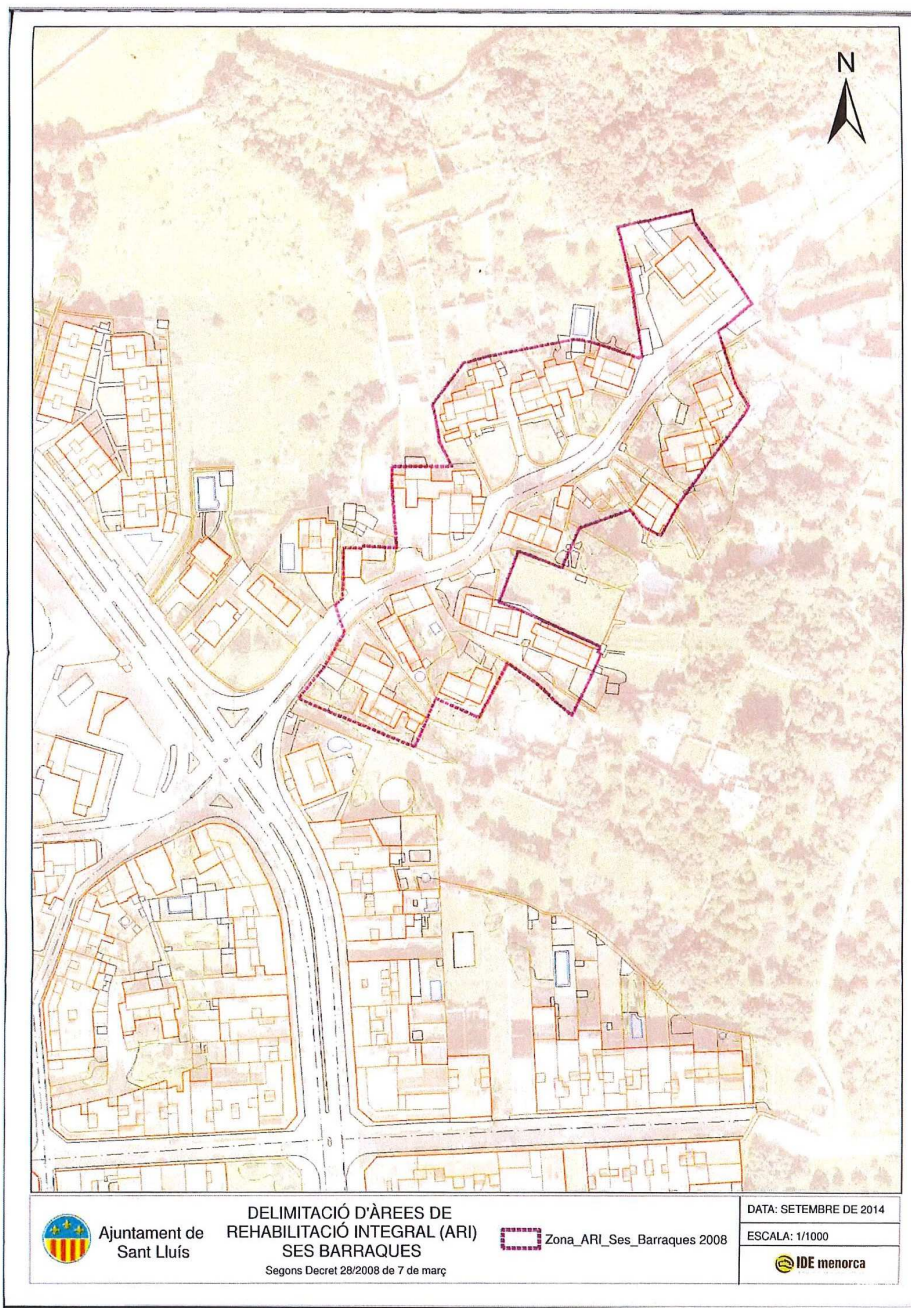 N
Ajuntament de
Sant Lluís
DELIMITACIÓ D'ÀREES DE
REHABILITACIÓ INTEGRAL (ARI)
SES BARRAQUES
Segons Decret 28/2008 de 7 de març
Zona_ARI_Ses_Barraques 2008
DATA: SETEMBRE DE 2014
ESCALA: 1/1000
IDE menorca